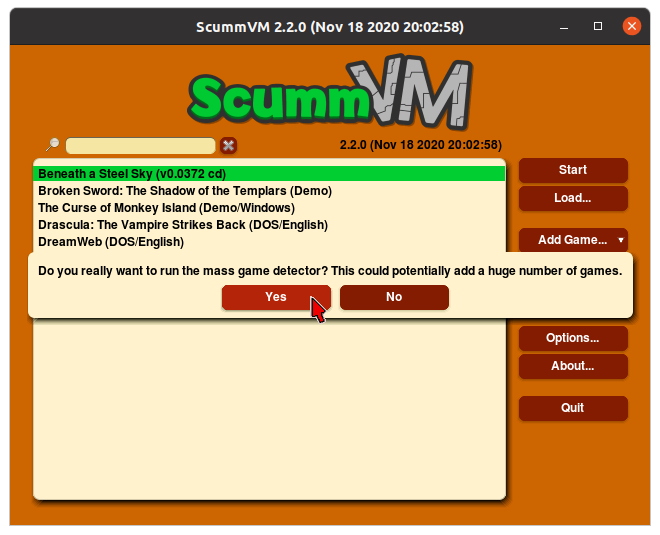 ScummVM 2.2.0 (Nov 18 2020 20:02:58)
ScummVM
2.2.0 (Nov 18 2020 20:02:58)
Beneath a Steel Sky (v0.0372 cd)
Broken Sword: The Shadow of the Templars (Demo)
The Curse of Monkey Island (Demo/Windows)
Drascula: The Vampire Strikes Back (DOS/English)
DreamWeb (DOS/English)
Start
Load...
Add Game...
Do you really want to run the mass game detector? This could potentially add a huge number of games.
Yes
No
Options...
About...
Quit